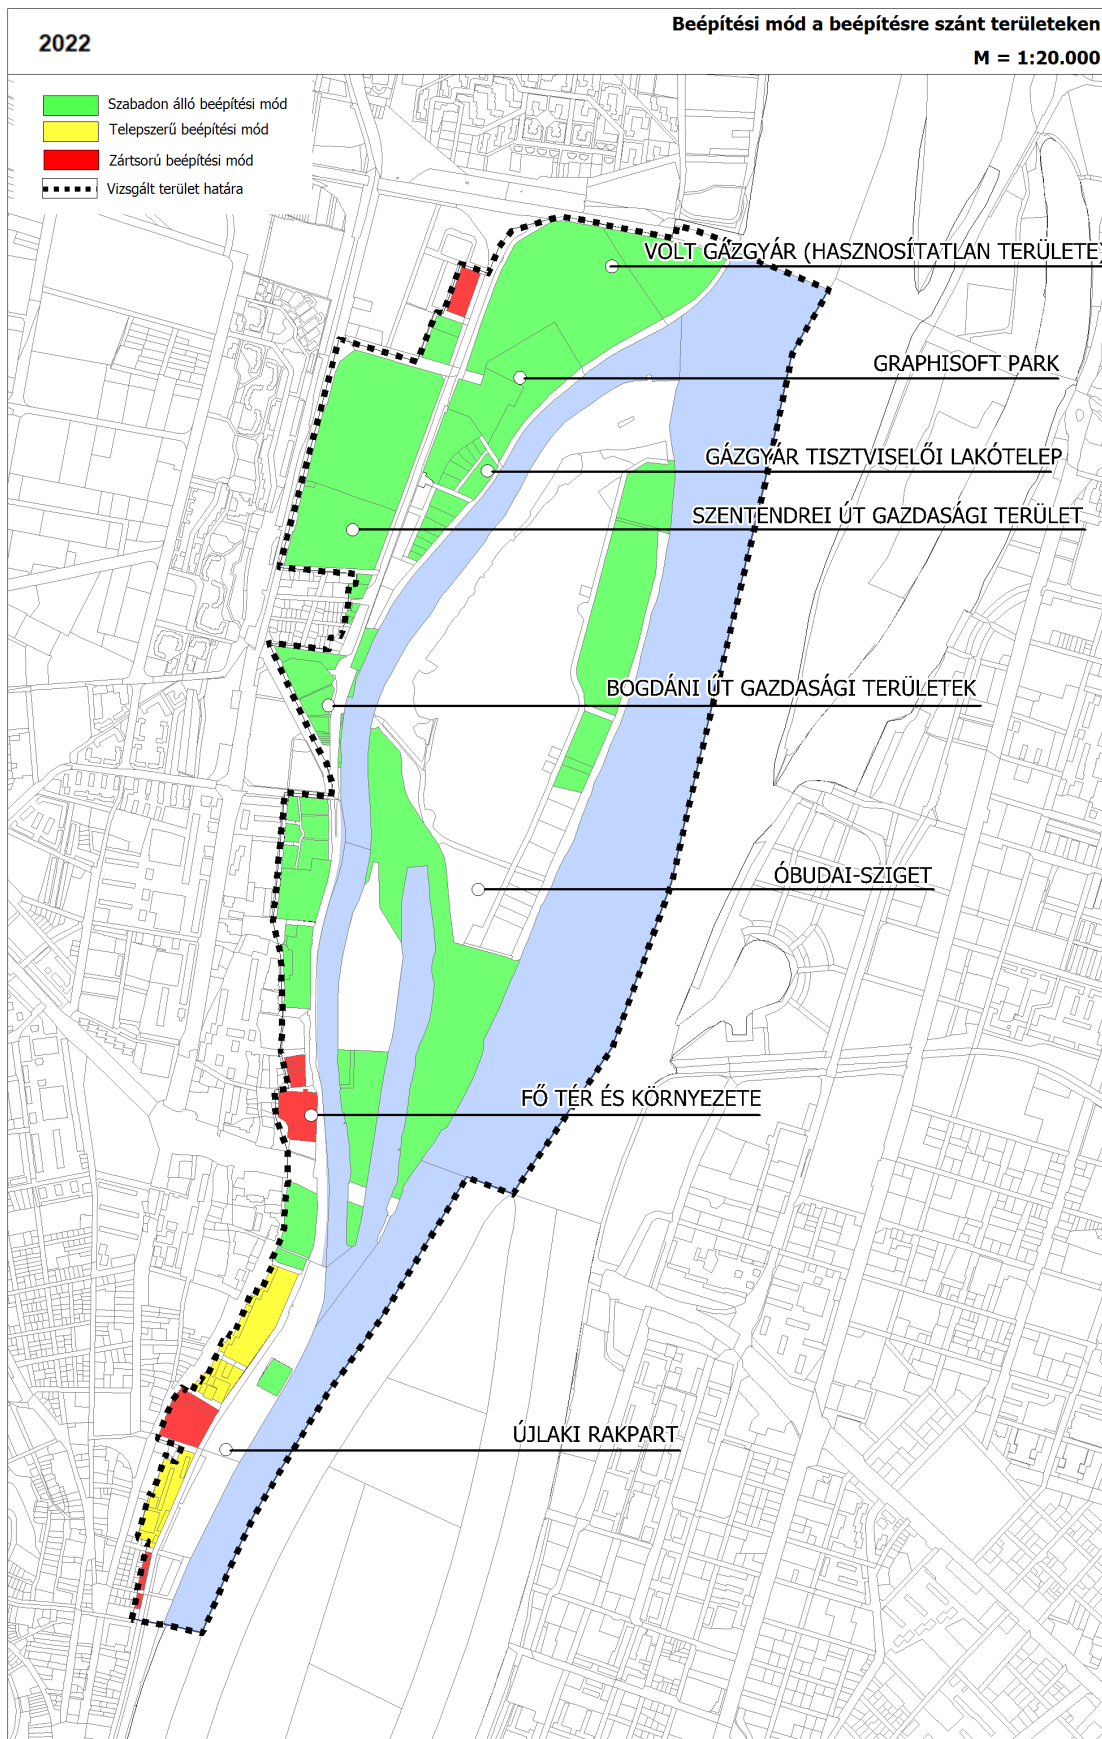 2022
Beépítési mód a beépítésre szánt területeken
M = 1:20.000
Szabadon álló beépítési mód
Telepszerű beépítési mód
Zártsorú beépítési mód
Vizsgált terület határa
VOLT GÁZGYÁR (HASZNOSÍTATLAN TERÜLETE)
GRAPHISOFT PARK
GÁZGYÁR TISZTVISELŐI LAKÓTELEP
SZENTENDREI ÚT GAZDASÁGI TERÜLET
BOGDÁNI ÚT GAZDASÁGI TERÜLETEK
ÓBUDAI-SZIGET
FŐ TÉR ÉS KÖRNYEZETE
ÚJLAKI RAKPART